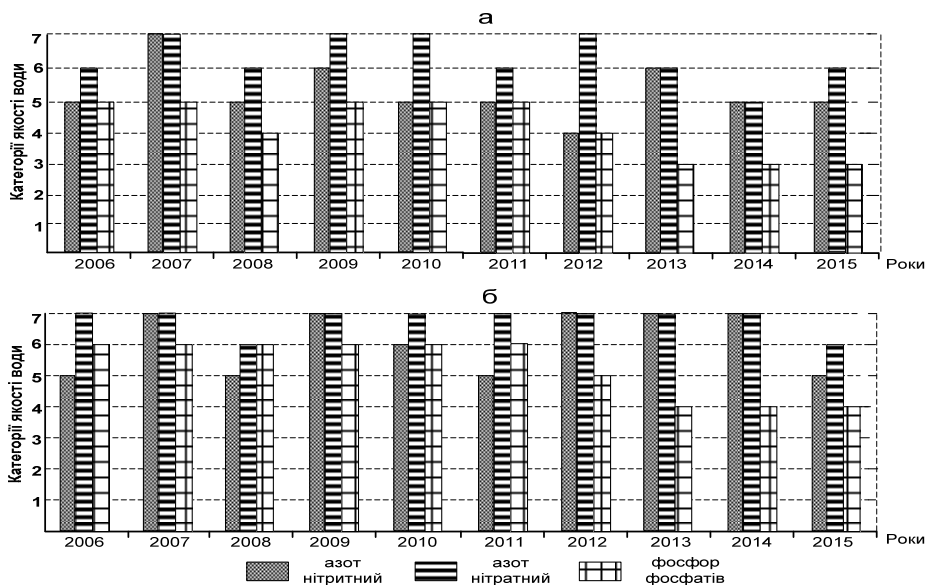 а
Категорії якості води
7
6
5
4
3
2
1
2006 2007 2008 2009 2010 2011 2012 2013 2014 2015 Роки
б
Категорії якості води
7
6
5
4
3
2
1
2006 2007 2008 2009 2010 2011 2012 2013 2014 2015 Роки
азот
нітритний
азот
нітратний
фосфор
фосфатів